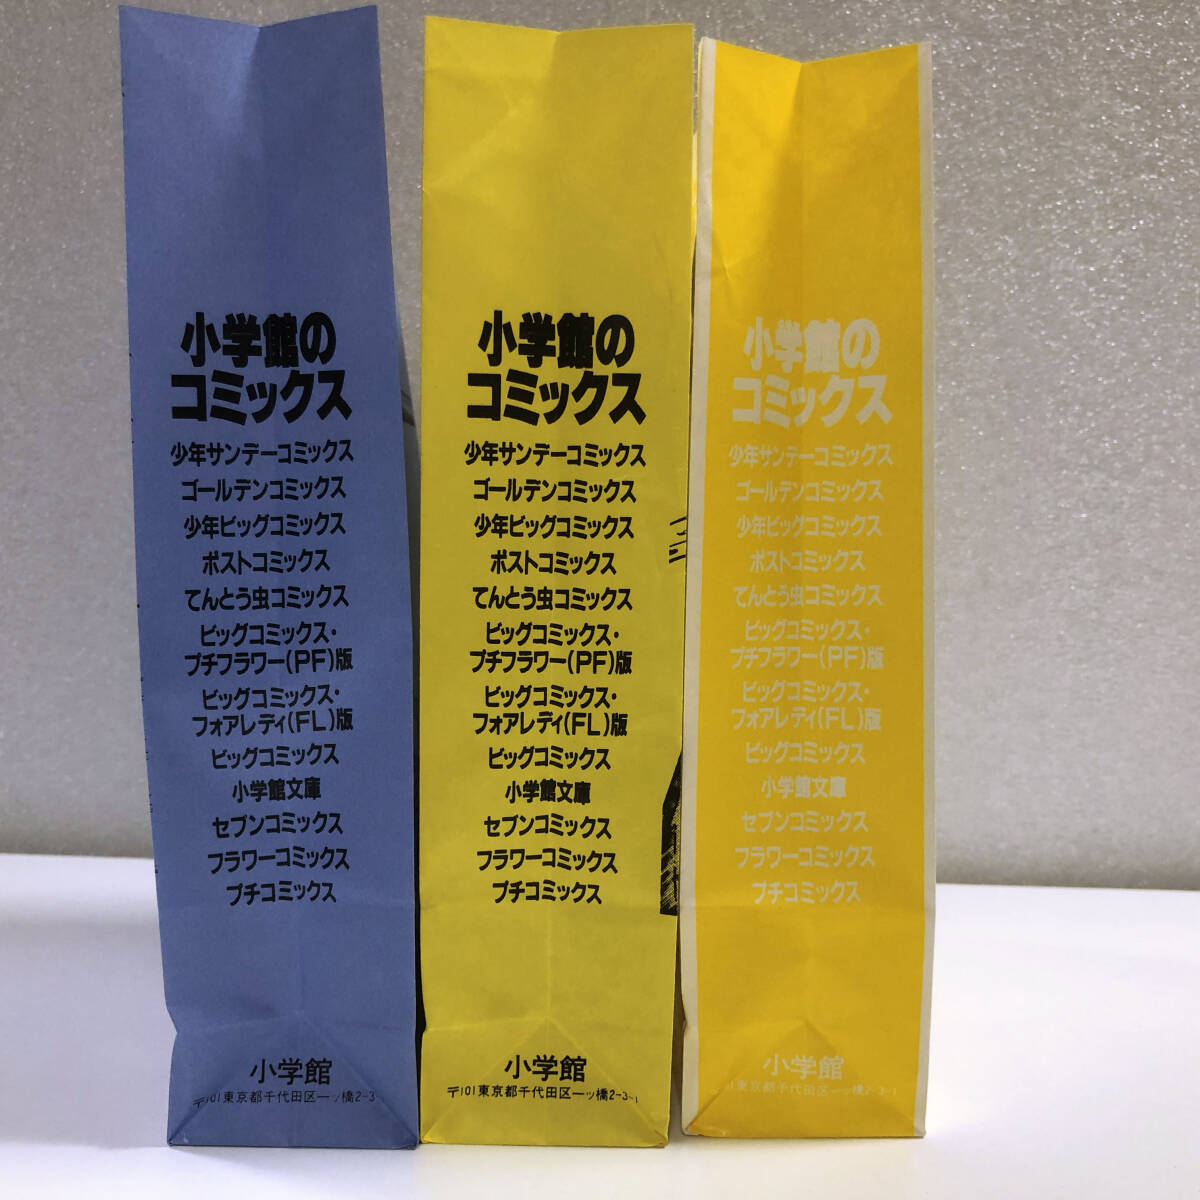 小学館の
コミックス
少年サンデーコミックス
ゴールデンコミックス
少年ビッグコミックス
ポストコミックス
てんとう虫コミックス
ビッグコミックス・
プチフラワー(PF)版
ビッグコミックス・
フォアレディ(FL)版
ビッグコミックス
小学館文庫
セブンコミックス
フラワーコミックス
プチコミックス
小学館
〒101東京都千代田区一ッ橋2-3-
小学館の
コミックス
少年サンデーコミックス
ゴールデンコミックス
少年ビッグコミックス
ポストコミックス
てんとう虫コミックス
ビッグコミックス・
プチフラワー(PF)版
ビッグコミックス・
フォアレディ(FL)版
ビッグコミックス
小学館文庫
セブンコミックス
フラワーコミックス
プチコミックス
小学館
〒101東京都千代田区一ッ橋2-3-1
小学館の
コミックス
少年サンデーコミックス
ゴールデンコミックス
少年ビッグコミックス
ポストコミックス
てんとう虫コミックス
ビッグコミックス・
プチフラワー(PF)版
ビッグコミックス・
フォアレディ(FL)版
ビッグコミックス
小学館文庫
セブンコミックス
フラワーコミックス
プチコミックス
小学館
101東京都千代田区一ッ橋2-3-1